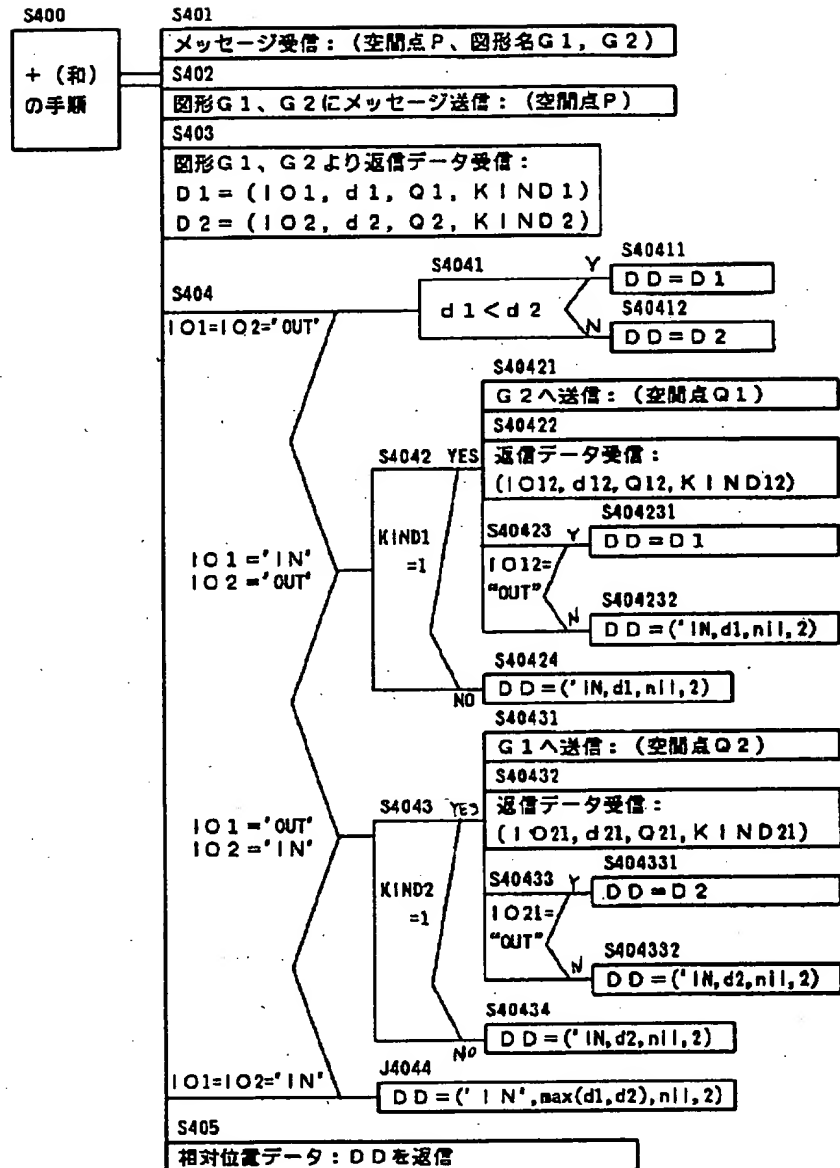 S400
+（和）
の手順
S401
メッセージ受信：（空間点P、図形名G1，G2）
S402
図形G1、G2にメッセージ送信：（空間点P）
S403
図形G1、G2より返信データ受信：
D1＝（IO1，d1，Q1，KIND1）
D2＝（IO2，d2，Q2，KIND2）
S404
IO1=IO2='OUT'
S4041
d1＜d2
Y
S40411
DD＝D1
N
S40412
DD＝D2
IO1='IN'
IO2='OUT'
S4042
KIND1
=1
YES
S40421
G2へ送信：（空間点Q1）
S40422
返信データ受信：
(IO12, d12, Q12, KIND12)
S40423
IO12=
"OUT"
Y
S404231
DD＝D1
N
S404232
DD＝('IN,d1,nil,2)
NO
S40424
DD＝('IN,d1,nil,2)
IO1='OUT'
IO2='IN'
S4043
KIND2
=1
YES
S40431
G1へ送信：（空間点Q2）
S40432
返信データ受信：
(IO21, d21, Q21, KIND21)
S40433
IO21=
"OUT"
Y
S404331
DD＝D2
N
S404332
DD＝('IN,d2,nil,2)
NO
S40434
DD＝('IN,d2,nil,2)
IO1=IO2='IN'
J4044
DD＝('IN',max(d1,d2),nil,2)
S405
相対位置データ：DDを返信